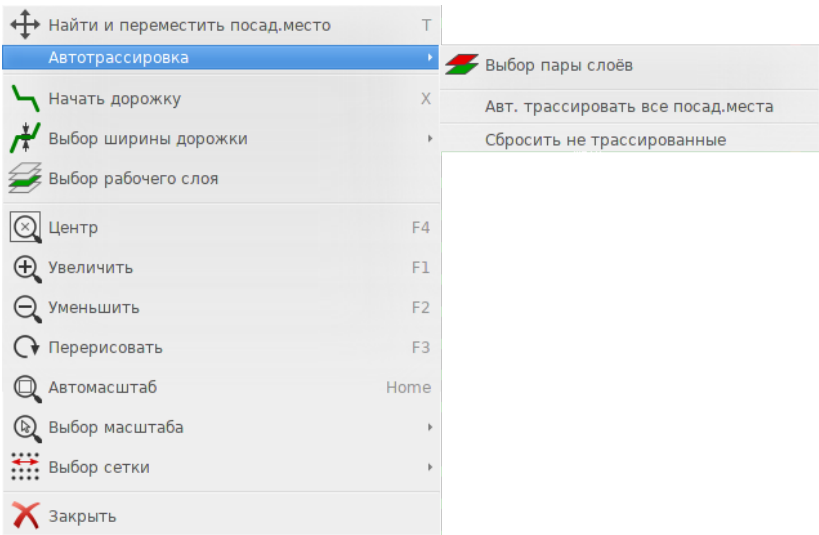 Найти и переместить посад.место T
Автотрассировка
Выбор пары слоёв
Начать дорожку X
Авт. трассировать все посад.места
Выбор ширины дорожки
Сбросить не трассированные
Выбор рабочего слоя
Центр F4
Увеличить F1
Уменьшить F2
Перерисовать F3
Автомасштаб Home
Выбор масштаба
Выбор сетки
Закрыть